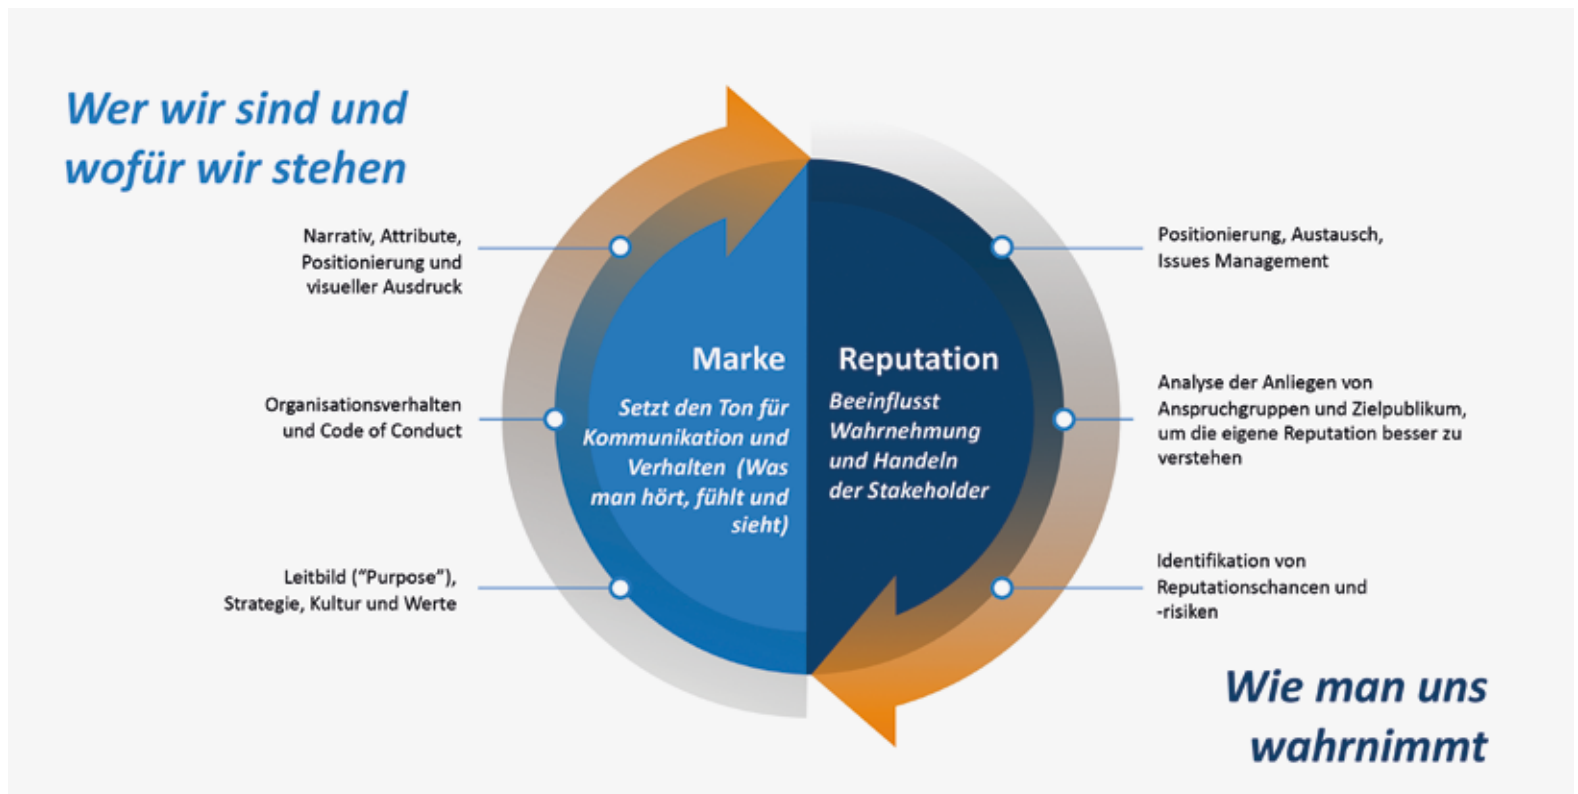 Wer wir sind und
wofür wir stehen
Narrativ, Attribute,
Positionierung und
visueller Ausdruck
Organisationsverhalten
und Code of Conduct
Leitbild (“Purpose”),
Strategie, Kultur und Werte
Marke
Setzt den Ton für
Kommunikation und
Verhalten (Was
man hört, fühlt und
sieht)
Reputation
Beeinflusst
Wahrnehmung
und Handeln
der Stakeholder
Positionierung, Austausch,
Issues Management
Analyse der Anliegen von
Anspruchgruppen und Zielpublikum,
um die eigene Reputation besser zu
verstehen
Identifikation von
Reputationschancen und
-risiken
Wie man uns
wahrnimmt